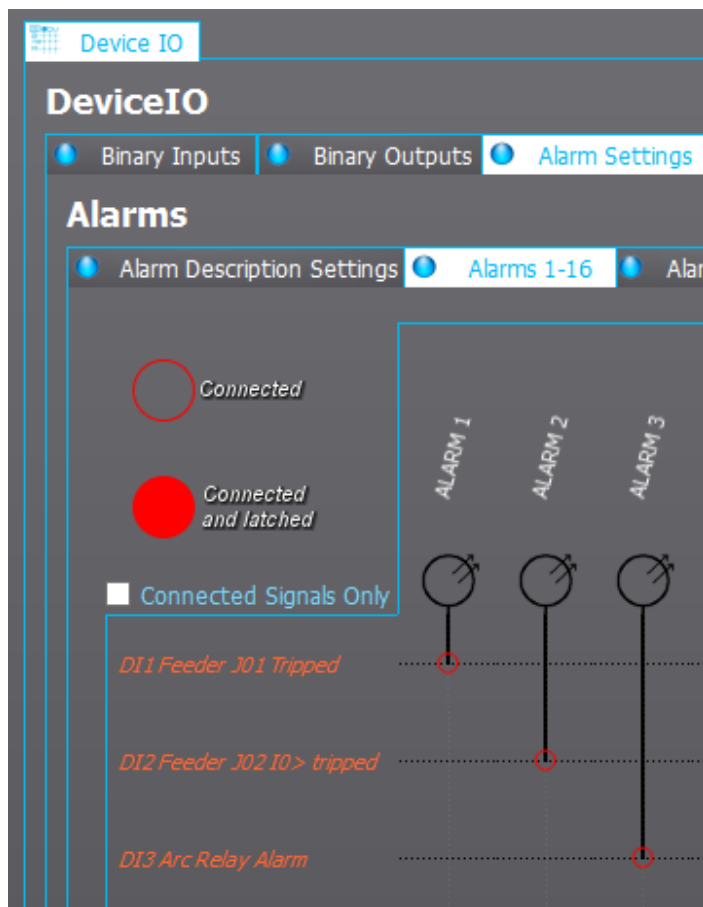 Device IO
DeviceIO
Binary Inputs Binary Outputs Alarm Settings
Alarms
Alarm Description Settings Alarms 1-16
Connected
ALARM 1 ALARM 2 ALARM 3
Connected
and latched
Connected Signals Only
DI1 Feeder J01 Tripped
DI2 Feeder J02 I0> tripped
DI3 Arc Relay Alarm